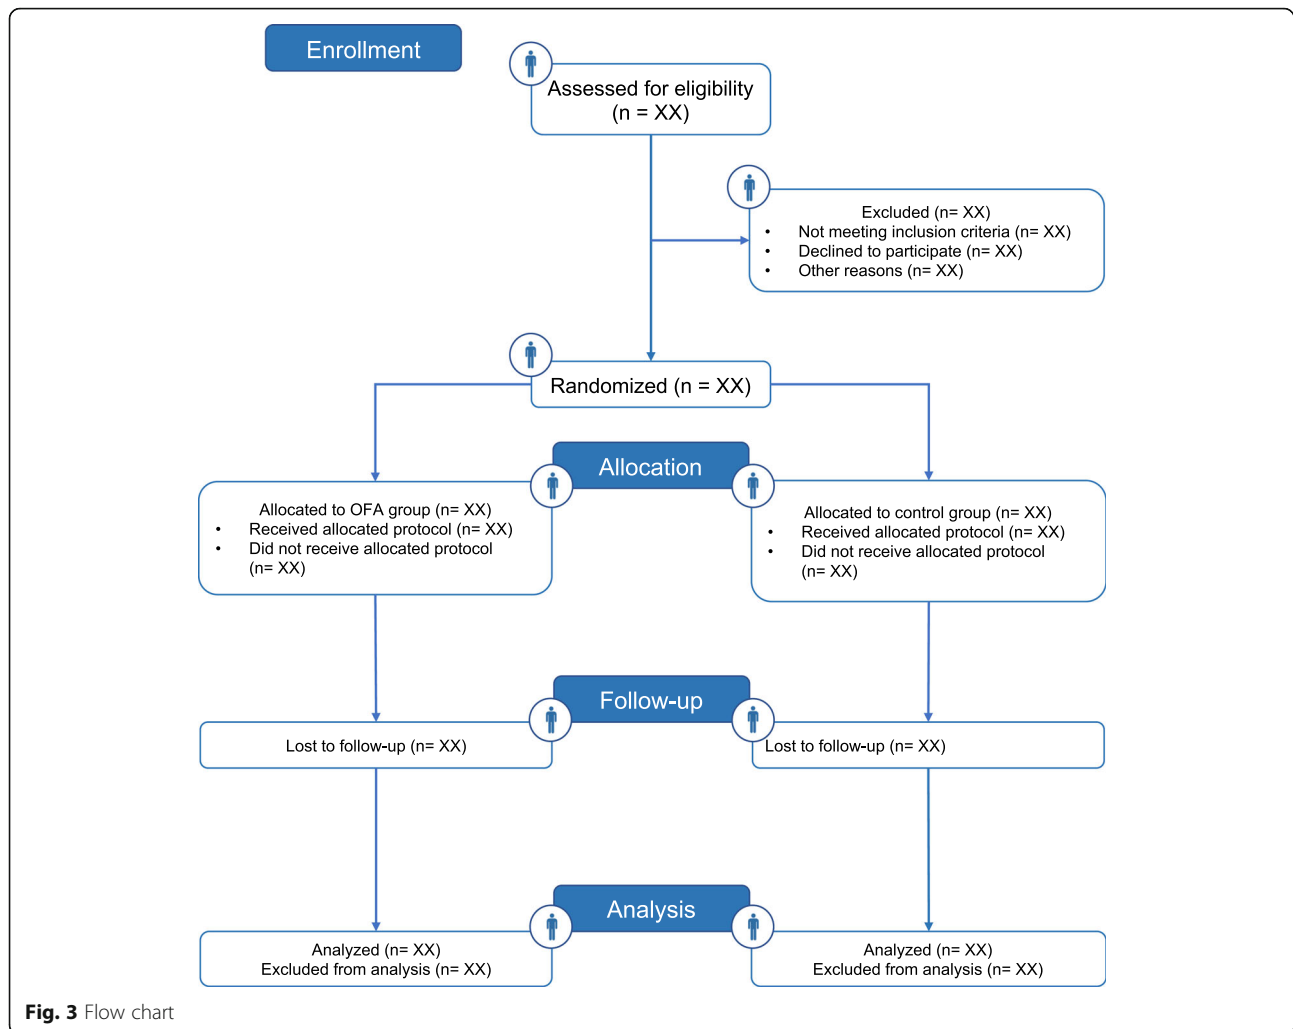 Enrollment
Assessed for eligibility
(n = XX)
Excluded (n= XX)
• Not meeting inclusion criteria (n= XX)
• Declined to participate (n= XX)
• Other reasons (n= XX)
Randomized (n = XX)
Allocation
Allocated to OFA group (n= XX)
• Received allocated protocol (n= XX)
• Did not receive allocated protocol
(n= XX)
Allocated to control group (n= XX)
• Received allocated protocol (n= XX)
• Did not receive allocated protocol
(n= XX)
Follow-up
Lost to follow-up (n= XX)
Lost to follow-up (n= XX)
Analysis
Analyzed (n= XX)
Excluded from analysis (n= XX)
Analyzed (n= XX)
Excluded from analysis (n= XX)
Fig. 3 Flow chart